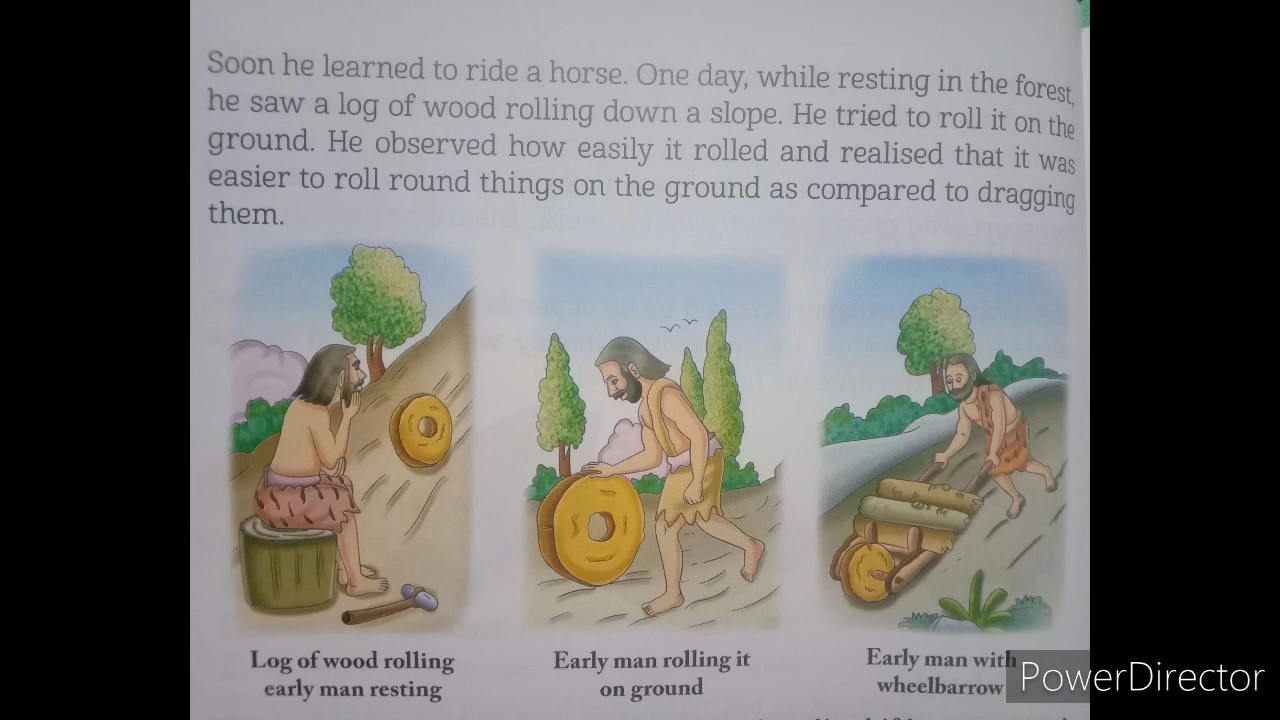 Soon he learned to ride a horse. One day, while resting in the forest,
he saw a log of wood rolling down a slope. He tried to roll it on the
ground. He observed how easily it rolled and realised that it was
easier to roll round things on the ground as compared to dragging
them.
Log of wood rolling
early man resting
Early man rolling it
on ground
Early man with
wheelbarrow
PowerDirector